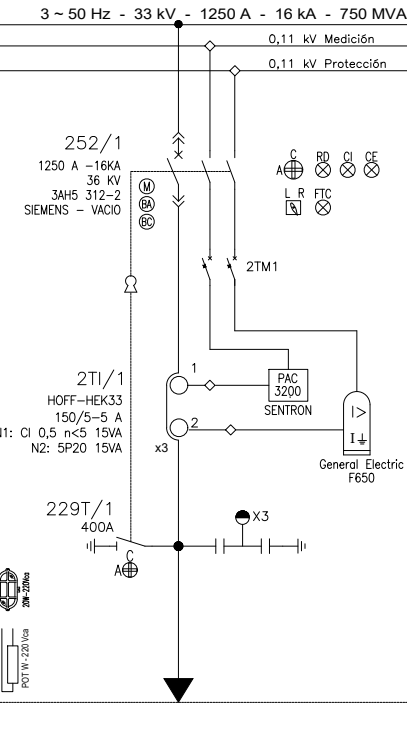 3 ~ 50 Hz - 33 kV - 1250 A - 16 kA - 750 MVA
0,11 kV Medición
0,11 kV Protección
252/1
1250 A -16KA
36 KV
3AH5 312-2
SIEMENS - VACIO
M
BA
BC
C
A
RD
CI
CE
L R
FTC
2TM1
2TI/1
HOFF-HEK33
150/5-5 A
N1: Cl 0,5 n<5 15VA
N2: 5P20 15VA
1
2
x3
PAC
3200
SENTRON
I>
I
General Electric
F650
229T/1
400A
C
A
X3
20W-220Vca
POT W - 220 Vca